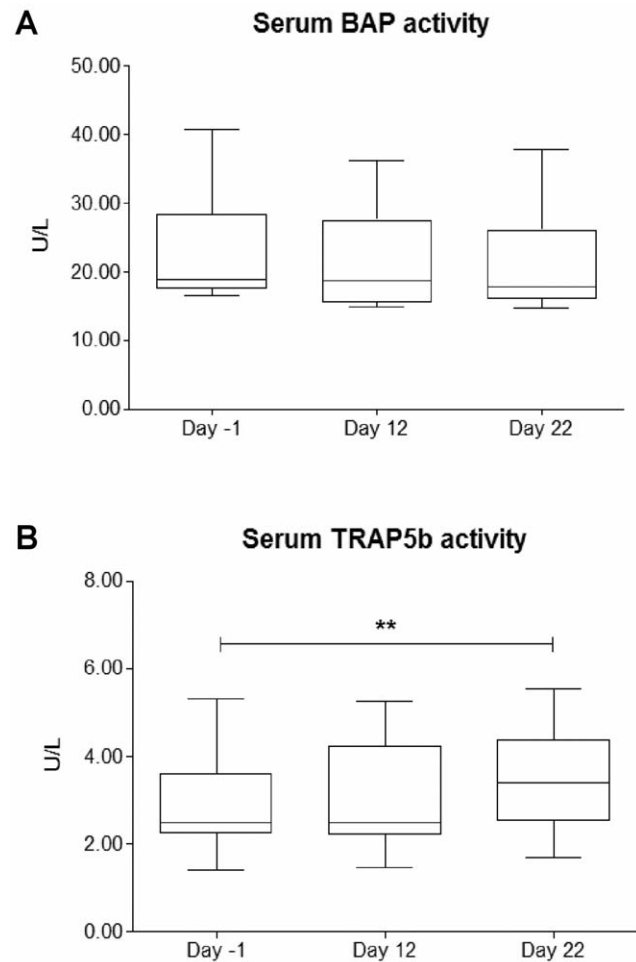 A
Serum BAP activity
50.00
40.00
30.00
20.00
10.00
0.00
U/L
Day -1 Day 12 Day 22
B
Serum TRAP5b activity
8.00
6.00
4.00
2.00
0.00
U/L
**
Day -1 Day 12 Day 22